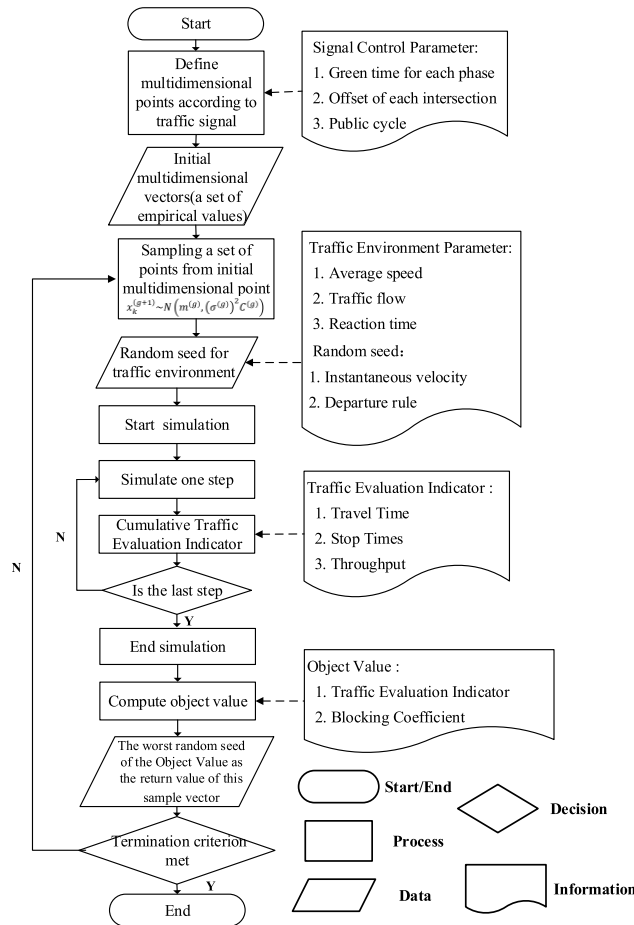 Start
Define
multidimensional
points according to
traffic signal
Signal Control Parameter:
1. Green time for each phase
2. Offset of each intersection
3. Public cycle
Initial
multidimensional
vectors(a set of
empirical values)
Sampling a set of
points from initial
multidimensional point
x_k^{(g+1)}~N(m^{(g)},(σ^{(g)})^2 C^{(g)})
Traffic Environment Parameter:
1. Average speed
2. Traffic flow
3. Reaction time
Random seed：
1. Instantaneous velocity
2. Departure rule
Random seed for
traffic environment
Start simulation
Simulate one step
N
N
Cumulative Traffic
Evaluation Indicator
Traffic Evaluation Indicator :
1. Travel Time
2. Stop Times
3. Throughput
Is the last step
Y
End simulation
Compute object value
Object Value :
1. Traffic Evaluation Indicator
2. Blocking Coefficient
The worst random seed
of the Object Value as
the return value of this
sample vector
Termination criterion
met
Y
End
Start/End
Decision
Process
Data
Information